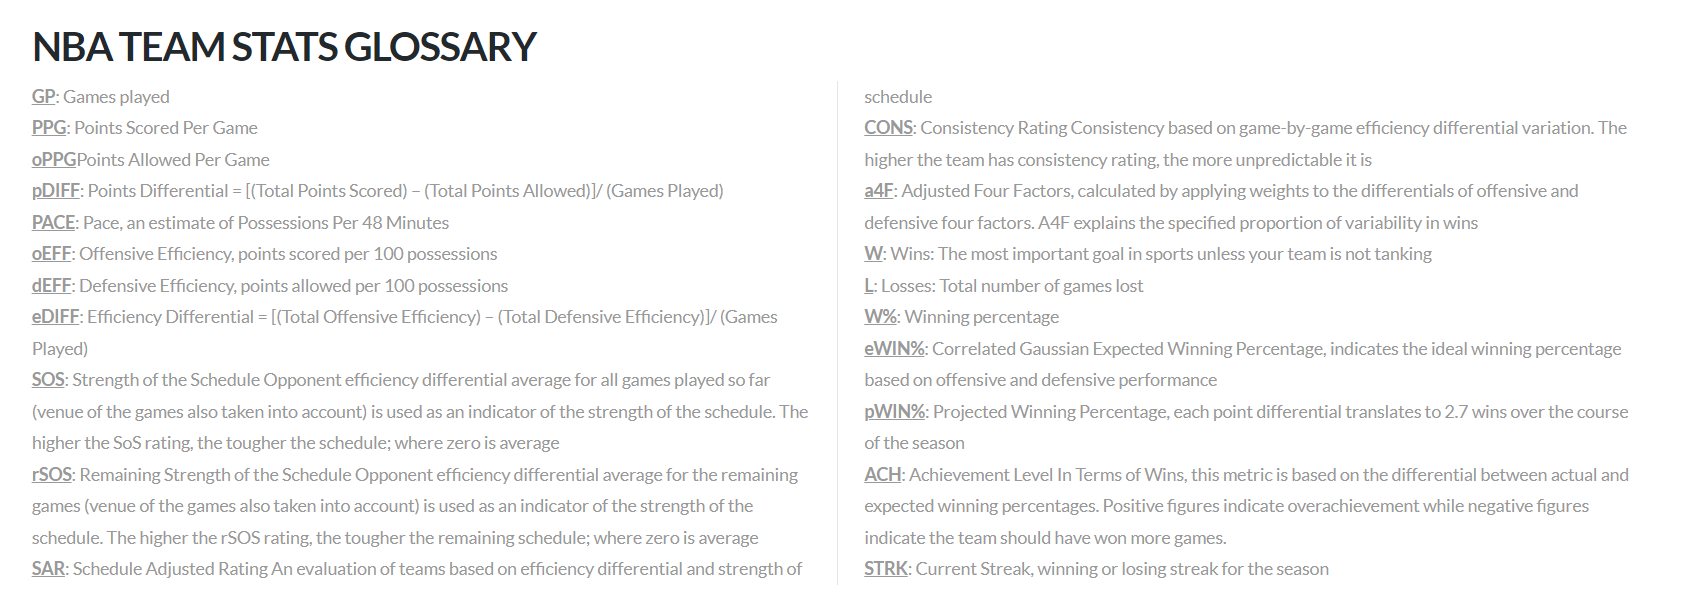 NBA TEAM STATS GLOSSARY
GP: Games played
PPG: Points Scored Per Game
oPPGPoints Allowed Per Game
pDIFF: Points Differential = [(Total Points Scored) – (Total Points Allowed)]/ (Games Played)
PACE: Pace, an estimate of Possessions Per 48 Minutes
oEFF: Offensive Efficiency, points scored per 100 possessions
dEFF: Defensive Efficiency, points allowed per 100 possessions
eDIFF: Efficiency Differential = [(Total Offensive Efficiency) – (Total Defensive Efficiency)]/ (Games
Played)
SOS: Strength of the Schedule Opponent efficiency differential average for all games played so far
(venue of the games also taken into account) is used as an indicator of the strength of the schedule. The
higher the SoS rating, the tougher the schedule; where zero is average
rSOS: Remaining Strength of the Schedule Opponent efficiency differential average for the remaining
games (venue of the games also taken into account) is used as an indicator of the strength of the
schedule. The higher the rSOS rating, the tougher the remaining schedule; where zero is average
SAR: Schedule Adjusted Rating An evaluation of teams based on efficiency differential and strength of
schedule
CONS: Consistency Rating Consistency based on game-by-game efficiency differential variation. The
higher the team has consistency rating, the more unpredictable it is
a4F: Adjusted Four Factors, calculated by applying weights to the differentials of offensive and
defensive four factors. A4F explains the specified proportion of variability in wins
W: Wins: The most important goal in sports unless your team is not tanking
L: Losses: Total number of games lost
W%: Winning percentage
eWIN%: Correlated Gaussian Expected Winning Percentage, indicates the ideal winning percentage
based on offensive and defensive performance
pWIN%: Projected Winning Percentage, each point differential translates to 2.7 wins over the course
of the season
ACH: Achievement Level In Terms of Wins, this metric is based on the differential between actual and
expected winning percentages. Positive figures indicate overachievement while negative figures
indicate the team should have won more games.
STRK: Current Streak, winning or losing streak for the season